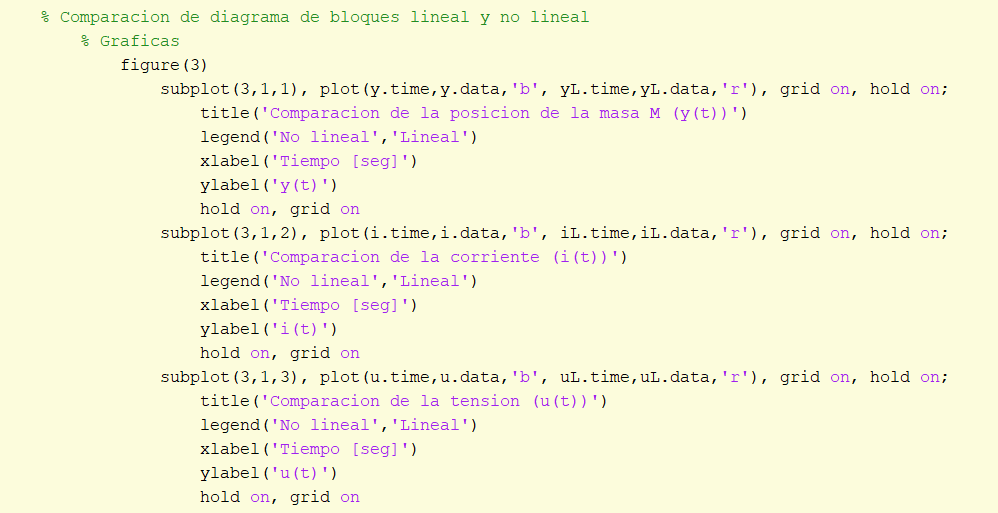 % Comparacion de diagrama de bloques lineal y no lineal
% Graficas
figure(3)
subplot(3,1,1), plot(y.time,y.data,'b', yL.time,yL.data,'r'), grid on, hold on;
title('Comparacion de la posicion de la masa M (y(t))')
legend('No lineal','Lineal')
xlabel('Tiempo [seg]')
ylabel('y(t)')
hold on, grid on
subplot(3,1,2), plot(i.time,i.data,'b', iL.time,iL.data,'r'), grid on, hold on;
title('Comparacion de la corriente (i(t))')
legend('No lineal','Lineal')
xlabel('Tiempo [seg]')
ylabel('i(t)')
hold on, grid on
subplot(3,1,3), plot(u.time,u.data,'b', uL.time,uL.data,'r'), grid on, hold on;
title('Comparacion de la tension (u(t))')
legend('No lineal','Lineal')
xlabel('Tiempo [seg]')
ylabel('u(t)')
hold on, grid on